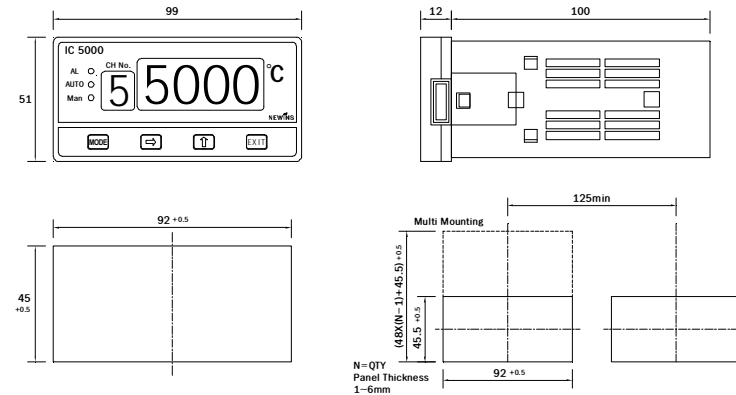 99
12
100
51
IC 5000
AL
AUTO
Man
CH No.
5
5000
°C
NEWINS
MODE
⇨
⇧
EXIT
92 +0.5
45
+0.5
125min
Multi Mounting
(48X(N−1)+45.5) +0.5
45.5 +0.5
N=QTY
Panel Thickness
1−6mm
92 +0.5